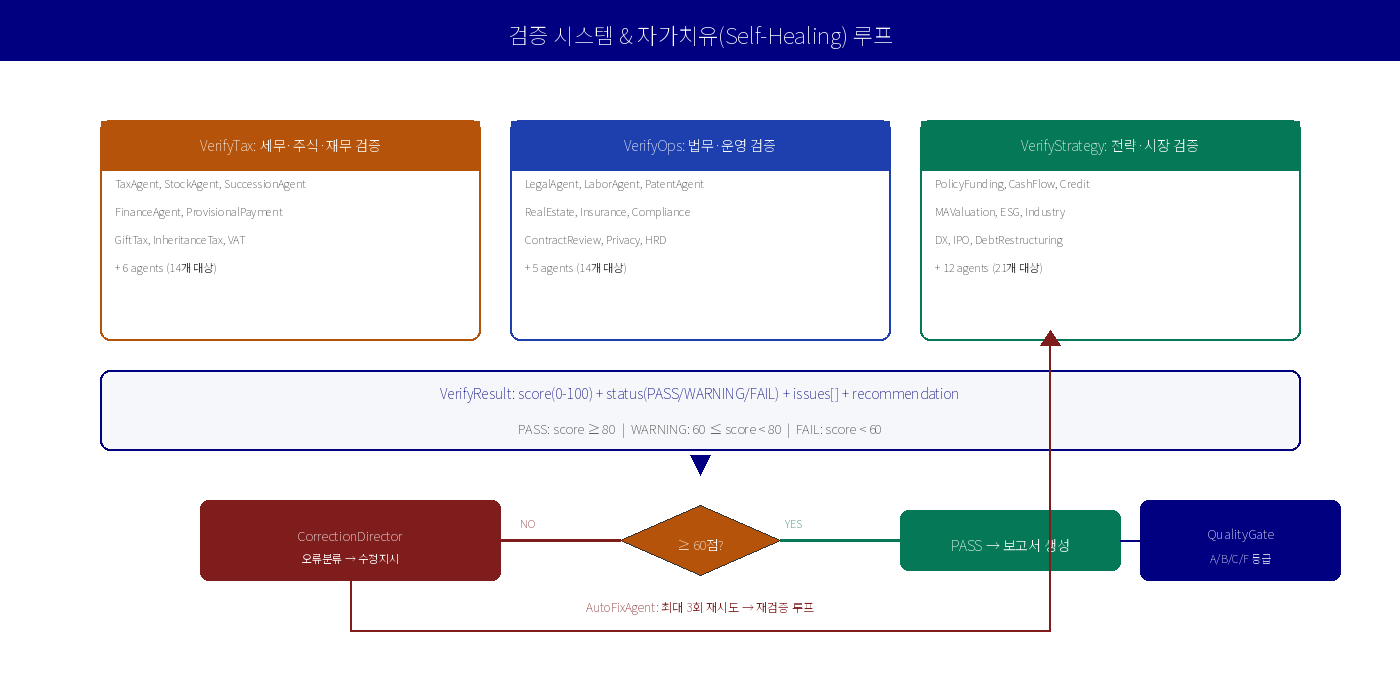 검증 시스템 & 자가치유(Self-Healing) 루프
VerifyTax: 세무·주식·재무 검증
TaxAgent, StockAgent, SuccessionAgent
FinanceAgent, ProvisionalPayment
GiftTax, InheritanceTax, VAT
+ 6 agents (14개 대상)
VerifyOps: 법무·운영 검증
LegalAgent, LaborAgent, PatentAgent
RealEstate, Insurance, Compliance
ContractReview, Privacy, HRD
+ 5 agents (14개 대상)
VerifyStrategy: 전략·시장 검증
PolicyFunding, CashFlow, Credit
MAValuation, ESG, Industry
DX, IPO, DebtRestructuring
+ 12 agents (21개 대상)
VerifyResult: score(0-100) + status(PASS/WARNING/FAIL) + issues[] + recommendation
PASS: score ≥ 80 | WARNING: 60 ≤ score < 80 | FAIL: score < 60
CorrectionDirector
오류분류 → 수정지시
NO
≥ 60점?
YES
PASS → 보고서 생성
QualityGate
A/B/C/F 등급
AutoFixAgent: 최대 3회 재시도 → 재검증 루프